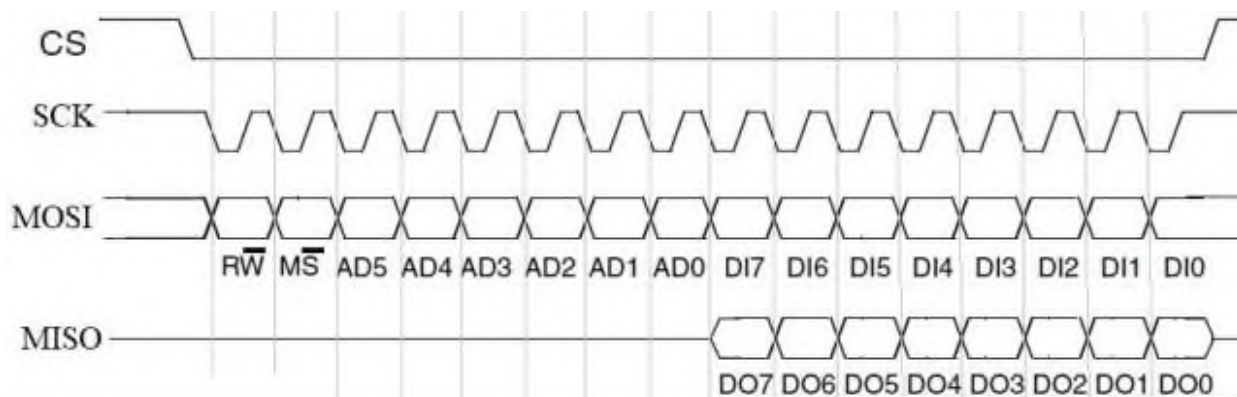 CS
SCK
MOSI
RW̅ MS̅ AD5 AD4 AD3 AD2 AD1 AD0 DI7 DI6 DI5 DI4 DI3 DI2 DI1 DI0
MISO
DO7 DO6 DO5 DO4 DO3 DO2 DO1 DO0